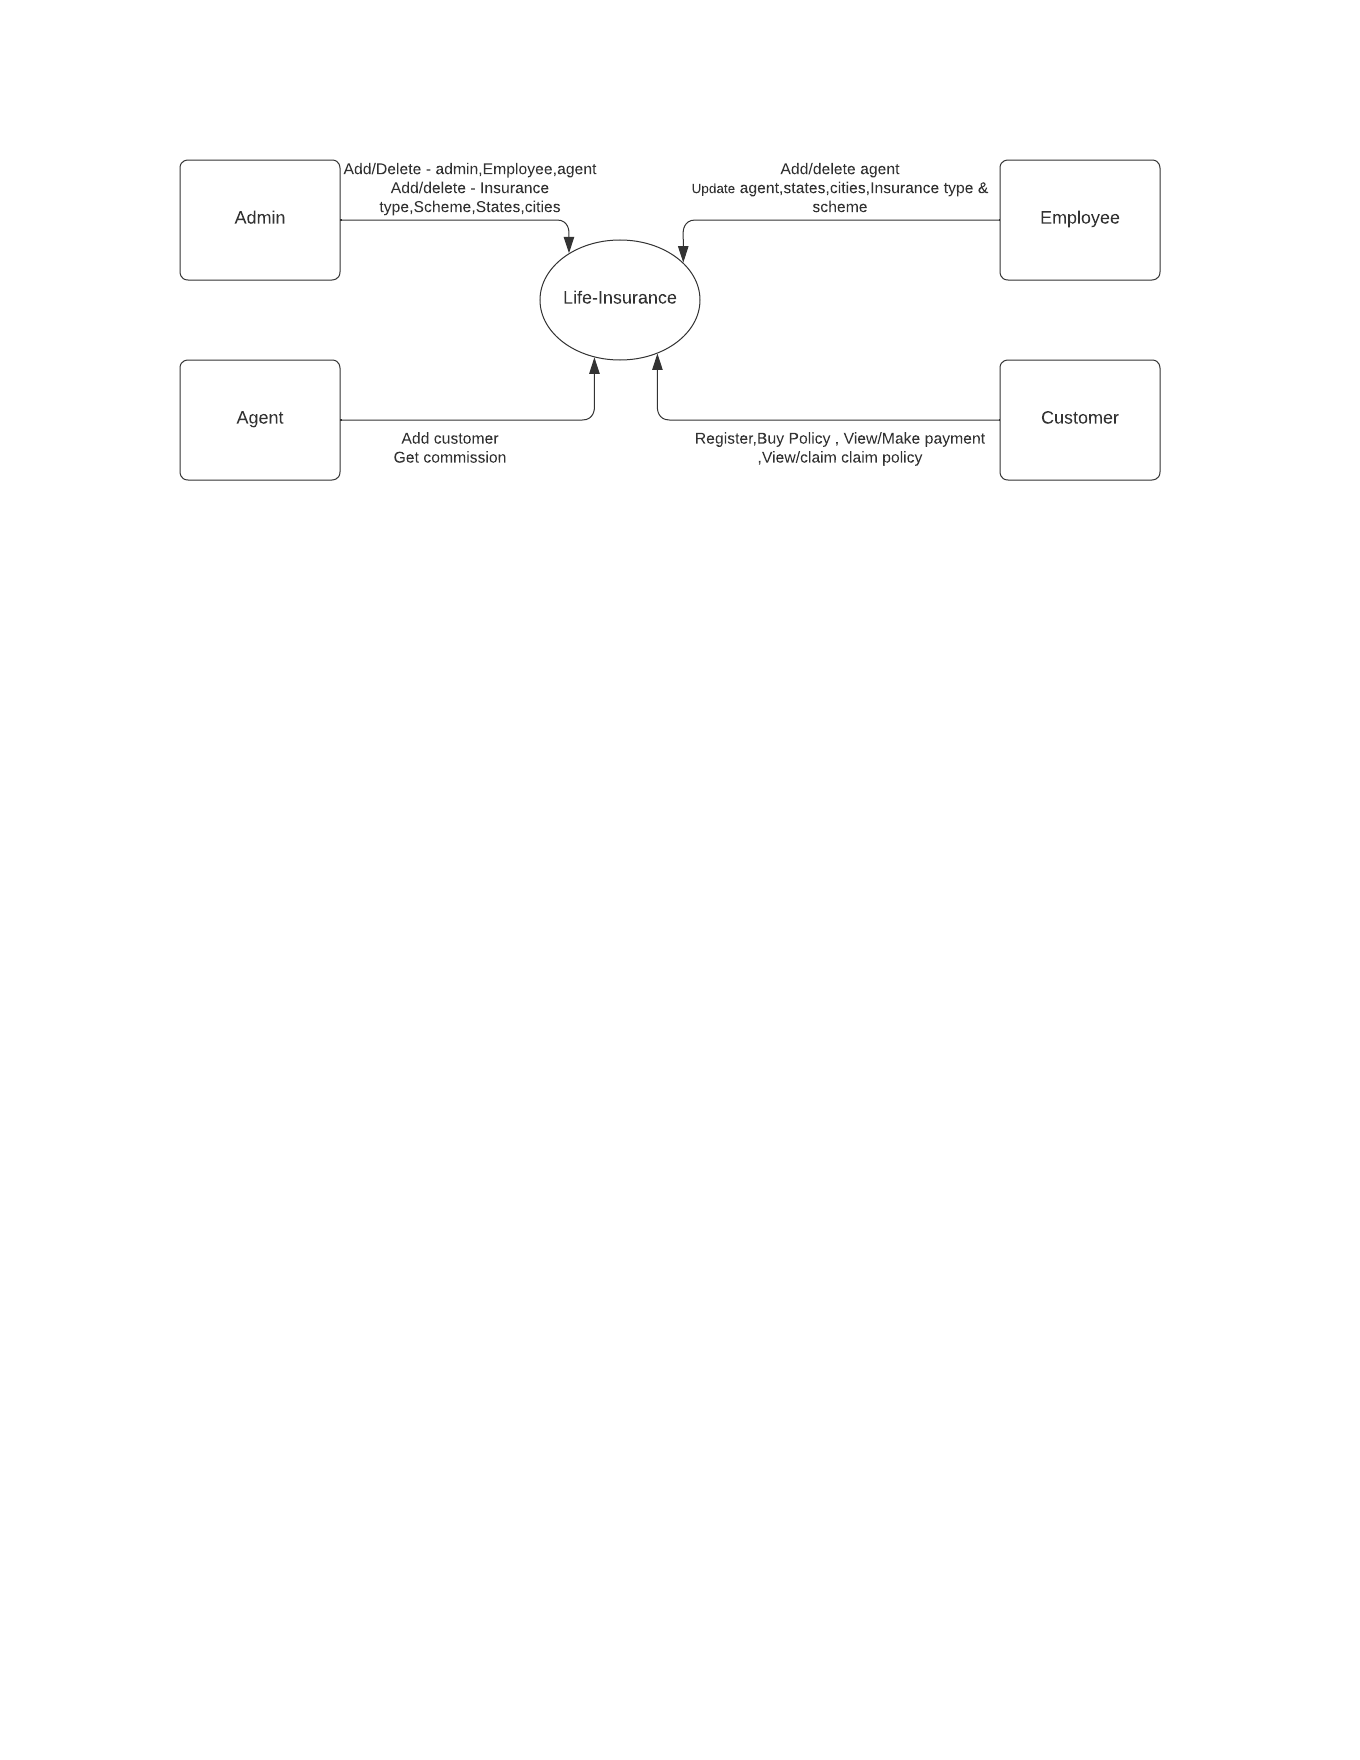 Add/Delete - admin,Employee,agent
Add/delete - Insurance
type,Scheme,States,cities
Admin
Add/delete agent
Update agent,states,cities,Insurance type &
scheme
Employee
Life-Insurance
Agent
Add customer
Get commission
Customer
Register,Buy Policy , View/Make payment
,View/claim claim policy